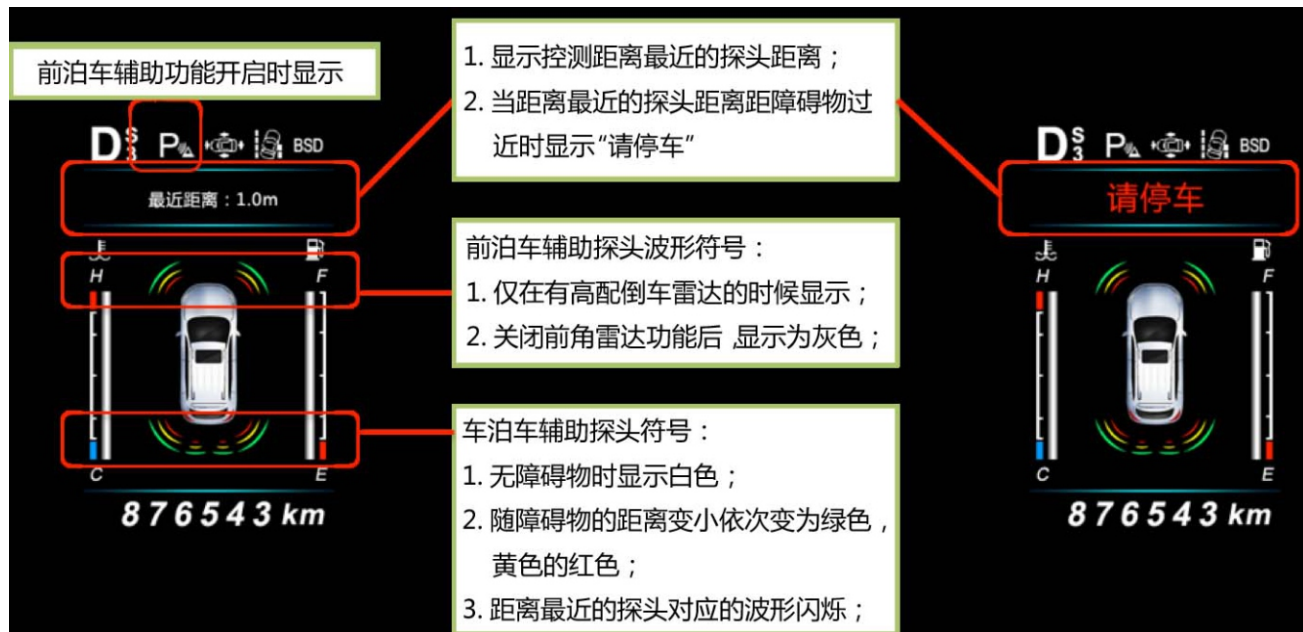 前泊车辅助功能开启时显示
D S 3 P BSD
最近距离：1.0m
H F
C E
876543 km
1. 显示控测距离最近的探头距离；
2. 当距离最近的探头距离距障碍物过
近时显示“请停车”
前泊车辅助探头波形符号：
1. 仅在有高配倒车雷达的时候显示；
2. 关闭前角雷达功能后,显示为灰色；
车泊车辅助探头符号：
1. 无障碍物时显示白色；
2. 随障碍物的距离变小依次变为绿色，
黄色的红色；
3. 距离最近的探头对应的波形闪烁；
D S 3 P BSD
请停车
H F
C E
876543 km